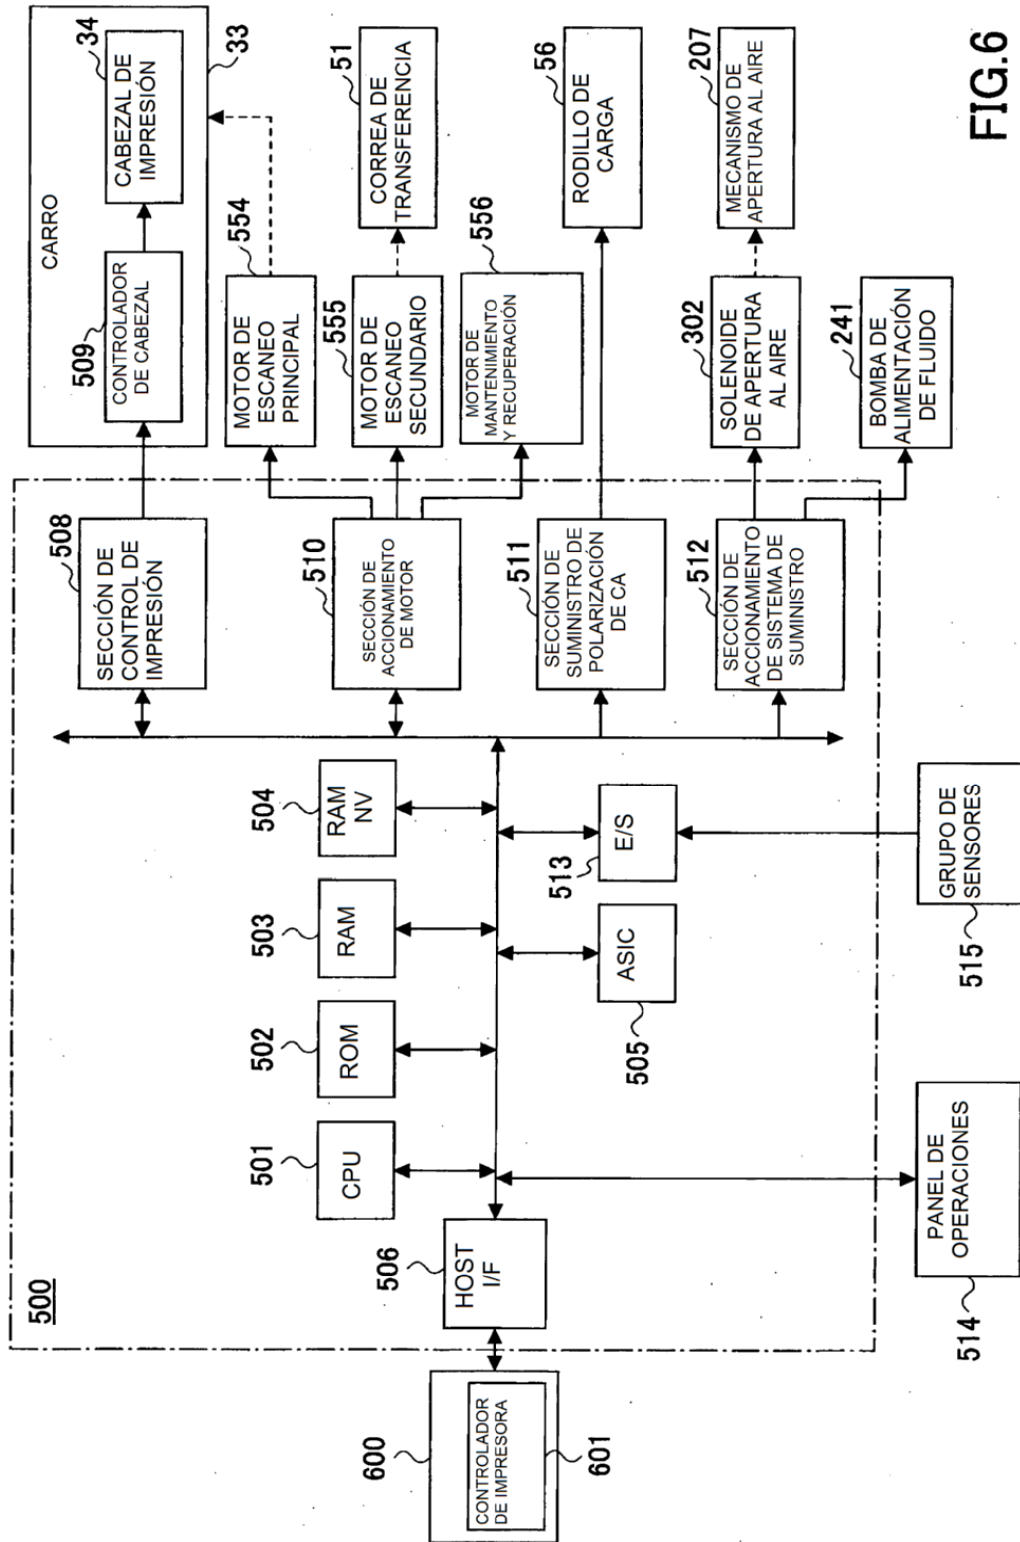 500
600
CONTROLADOR
DE IMPRESORA
601
506
HOST
I/F
501
CPU
502
ROM
503
RAM
504
RAM
NV
505
ASIC
513
E/S
514
PANEL DE
OPERACIONES
515
GRUPO DE
SENSORES
508
SECCIÓN DE
CONTROL DE
IMPRESIÓN
510
SECCIÓN DE
ACCIONAMIENTO
DE MOTOR
511
SECCIÓN DE
SUMINISTRO DE
POLARIZACIÓN
DE CA
512
SECCIÓN DE
ACCIONAMIENTO
DE SISTEMA DE
SUMINISTRO
CARRO
33
509
CONTROLADOR
DE CABEZAL
34
CABEZAL DE
IMPRESIÓN
554
MOTOR DE
ESCANEO
PRINCIPAL
555
MOTOR DE
ESCANEO
SECUNDARIO
51
CORREA DE
TRANSFERENCIA
556
MOTOR DE
MANTENIMIENTO
Y RECUPERACIÓN
56
RODILLO DE
CARGA
302
SOLENOIDE
DE APERTURA
AL AIRE
207
MECANISMO DE
APERTURA AL AIRE
241
BOMBA DE
ALIMENTACIÓN
DE FLUIDO
FIG.6